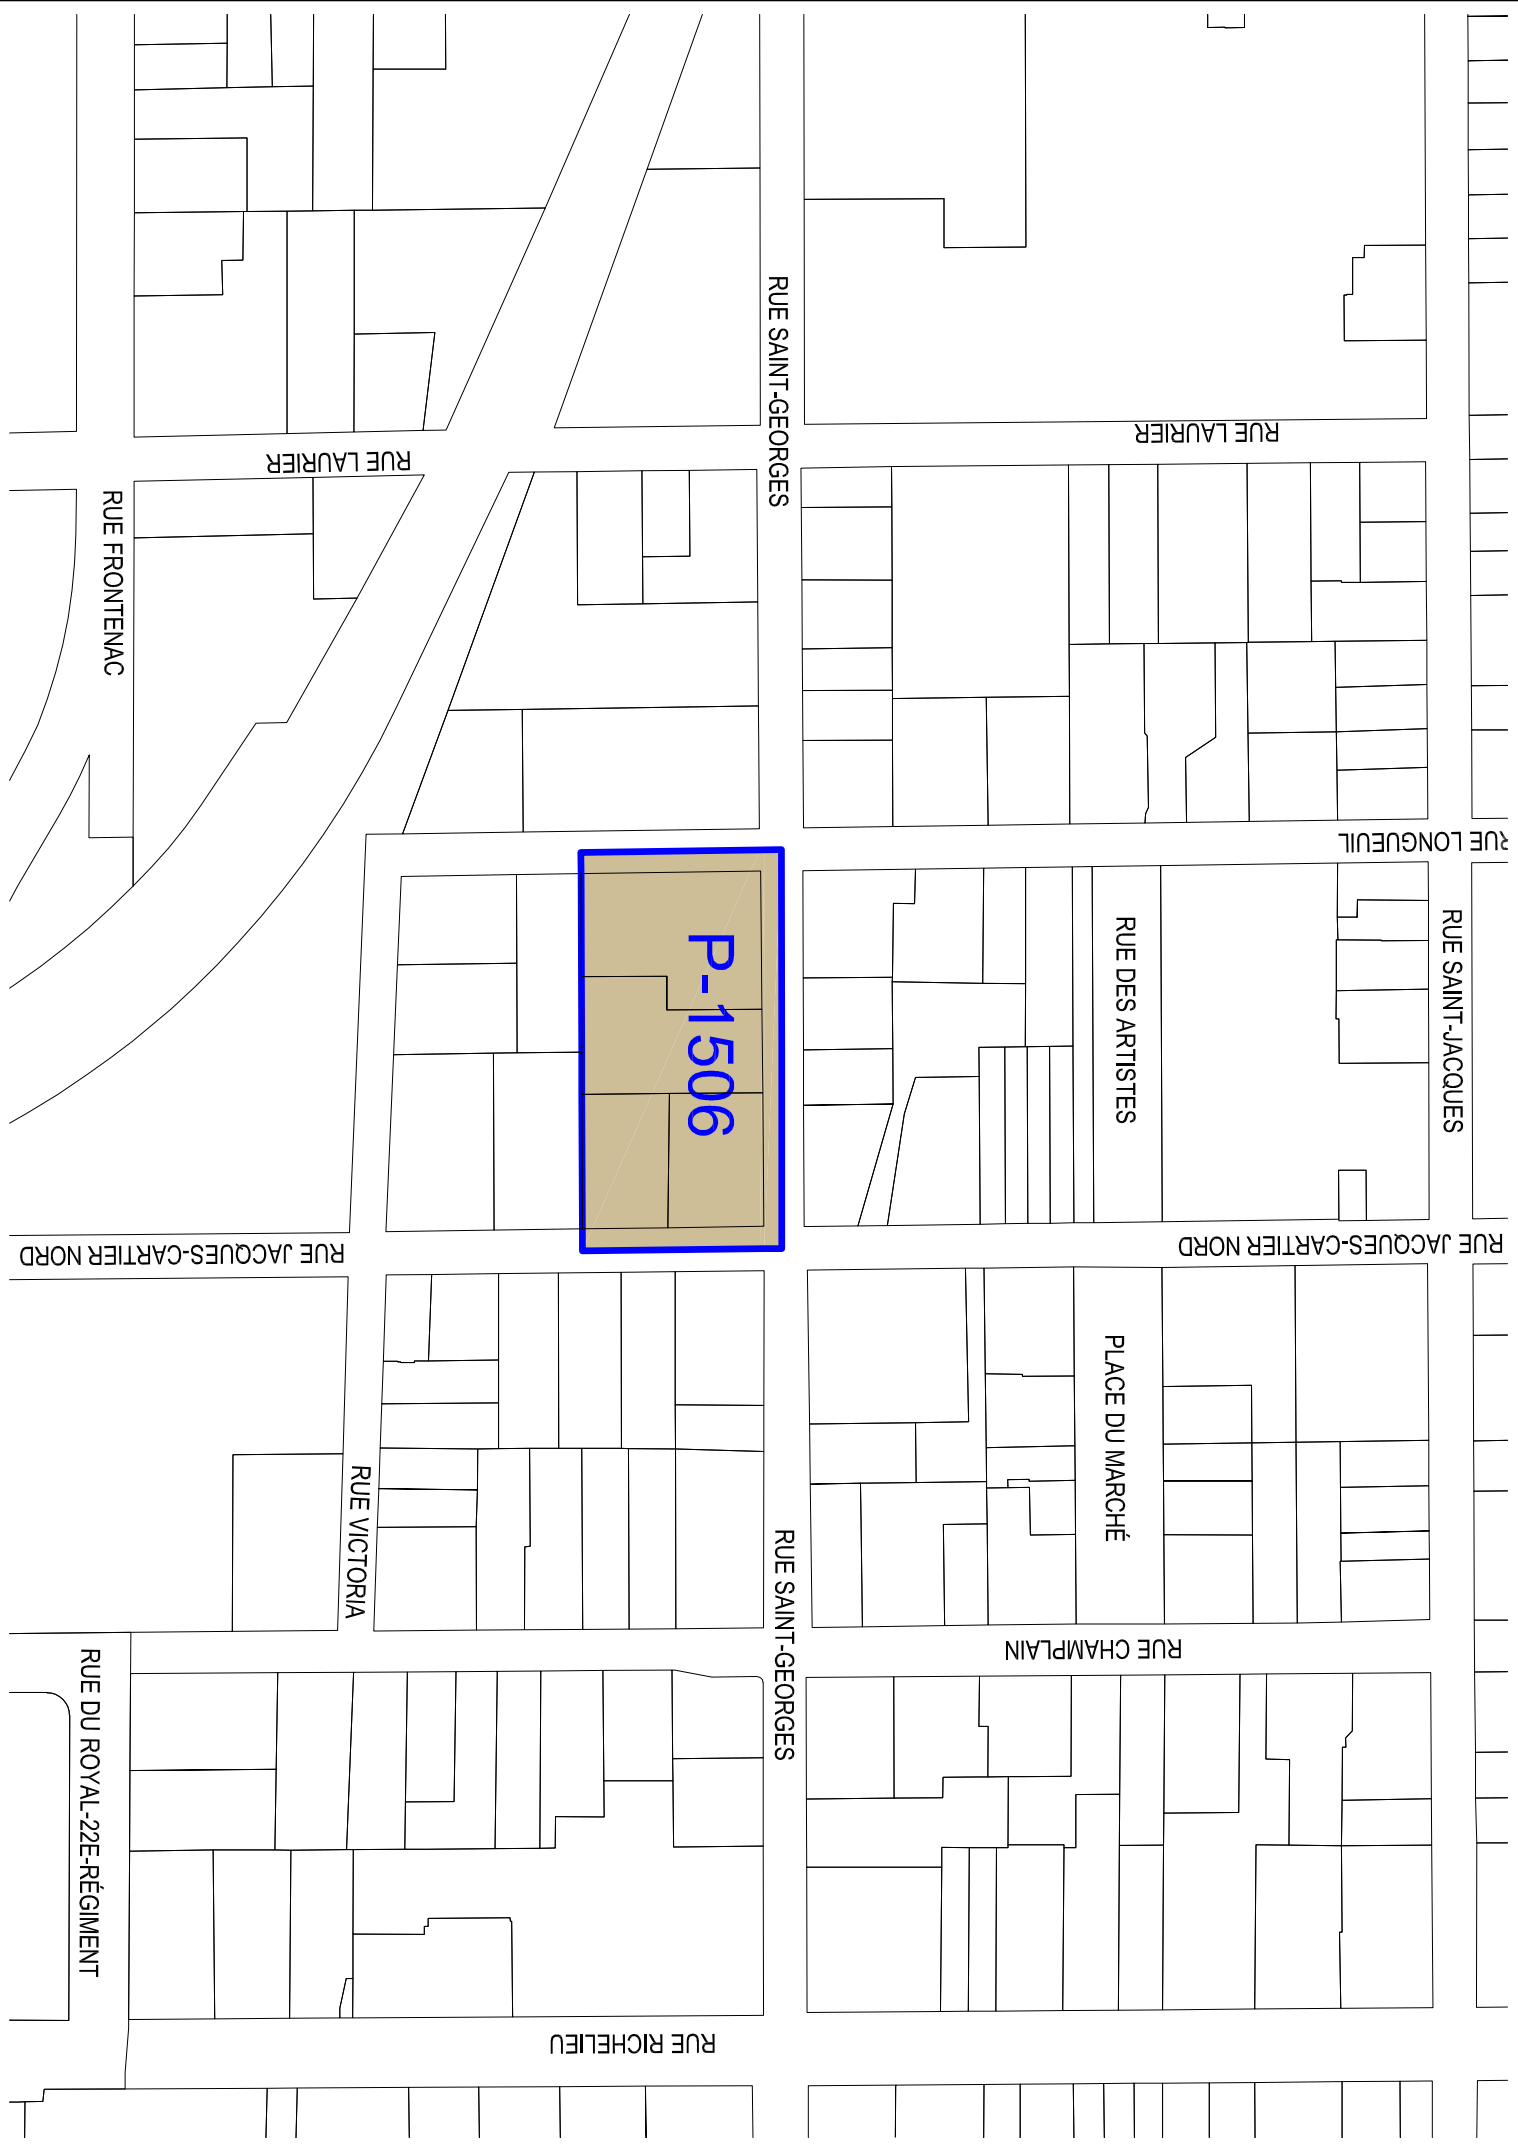 RUE SAINT-GEORGES
RUE LAURIER
RUE LAURIER
RUE FRONTENAC
RUE LONGUEUIL
RUE SAINT-JACQUES
RUE DES ARTISTES
P-1506
RUE JACQUES-CARTIER NORD
RUE JACQUES-CARTIER NORD
PLACE DU MARCHÉ
RUE VICTORIA
RUE SAINT-GEORGES
RUE CHAMPLAIN
RUE DU ROYAL-22E-RÉGIMENT
RUE RICHELIEU